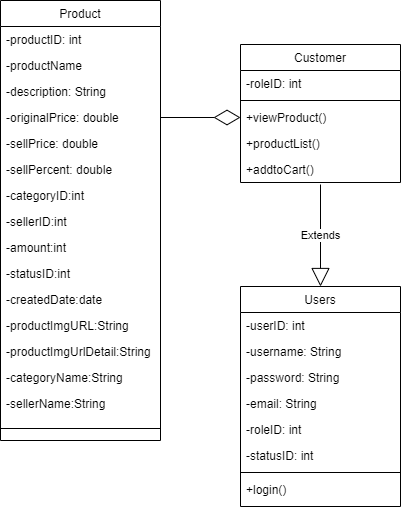 Product
-productID: int
-productName
-description: String
-originalPrice: double
-sellPrice: double
-sellPercent: double
-categoryID:int
-sellerID:int
-amount:int
-statusID:int
-createdDate:date
-productImgURL:String
-productImgUrlDetail:String
-categoryName:String
-sellerName:String
Customer
-roleID: int
+viewProduct()
+productList()
+addtoCart()
Extends
Users
-userID: int
-username: String
-password: String
-email: String
-roleID: int
-statusID: int
+login()